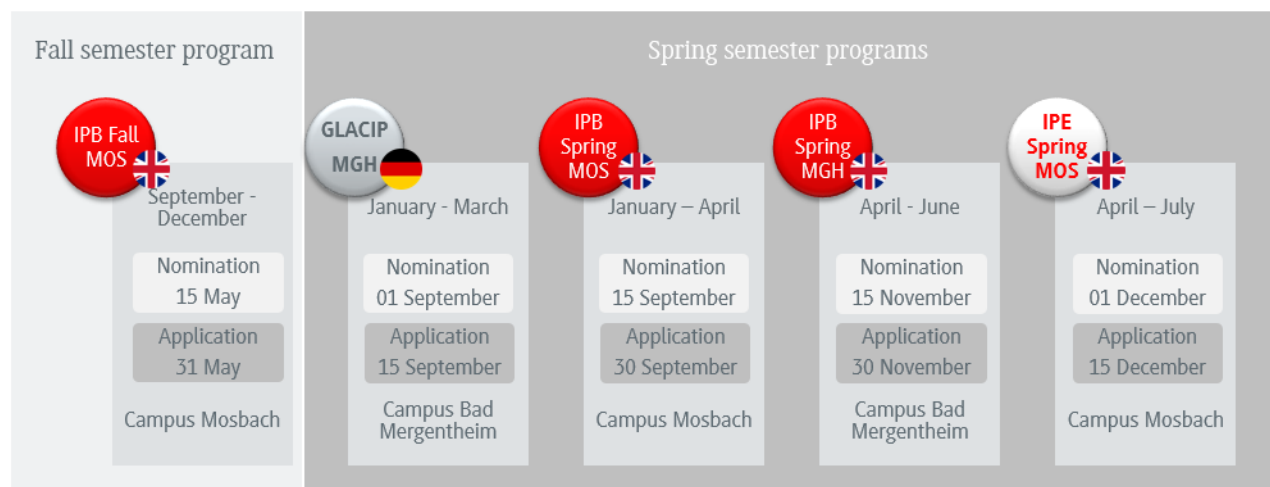 Fall semester program
Spring semester programs
IPB Fall
MOS
September -
December
Nomination
15 May
Application
31 May
Campus Mosbach
GLACIP
MGH
January - March
Nomination
01 September
Application
15 September
Campus Bad
Mergentheim
IPB
Spring
MOS
January – April
Nomination
15 September
Application
30 September
Campus Mosbach
IPB
Spring
MGH
April - June
Nomination
15 November
Application
30 November
Campus Bad
Mergentheim
IPE
Spring
MOS
April – July
Nomination
01 December
Application
15 December
Campus Mosbach